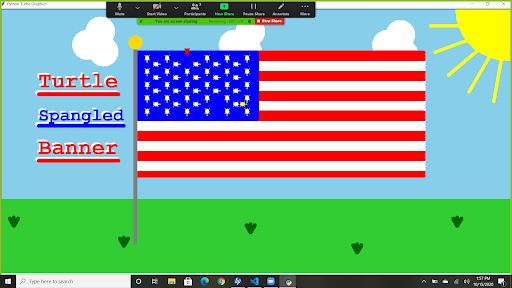 Python Turtle Graphics
Mute
Start Video
Participants
New Share
Pause Share
Annotate
More
You are screen sharing
Stop Share
Turtle
Spangled
Banner
Type here to search
1:57 PM
10/15/2020